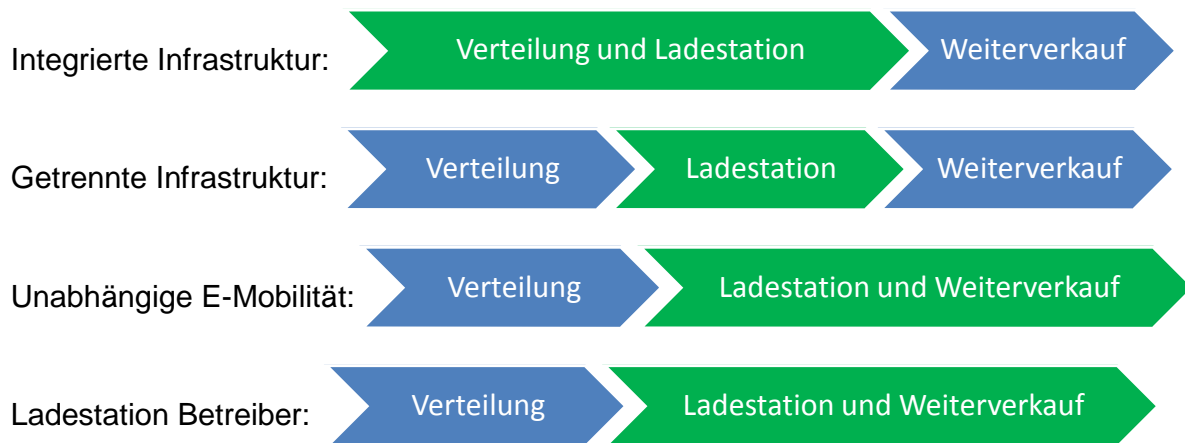 Integrierte Infrastruktur: Verteilung und Ladestation Weiterverkauf
Getrennte Infrastruktur: Verteilung Ladestation Weiterverkauf
Unabhängige E-Mobilität: Verteilung Ladestation und Weiterverkauf
Ladestation Betreiber: Verteilung Ladestation und Weiterverkauf